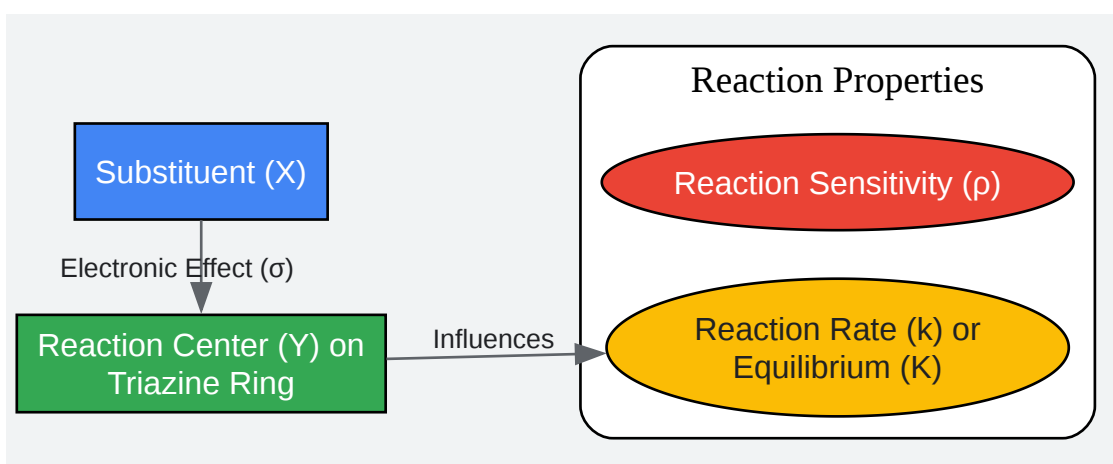 Reaction Properties
Substituent (X)
Reaction Sensitivity (ρ)
Electronic Effect (σ)
Reaction Center (Y) on
Triazine Ring
Influences
Reaction Rate (k) or
Equilibrium (K)